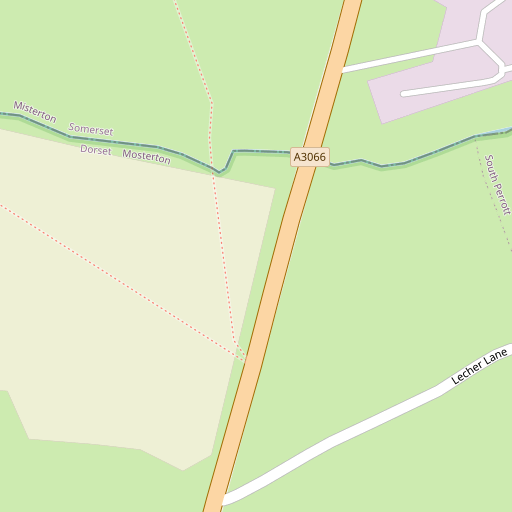 Misterton
Somerset
Dorset
Mosterton
A3066
South Perrott
Lecher Lane